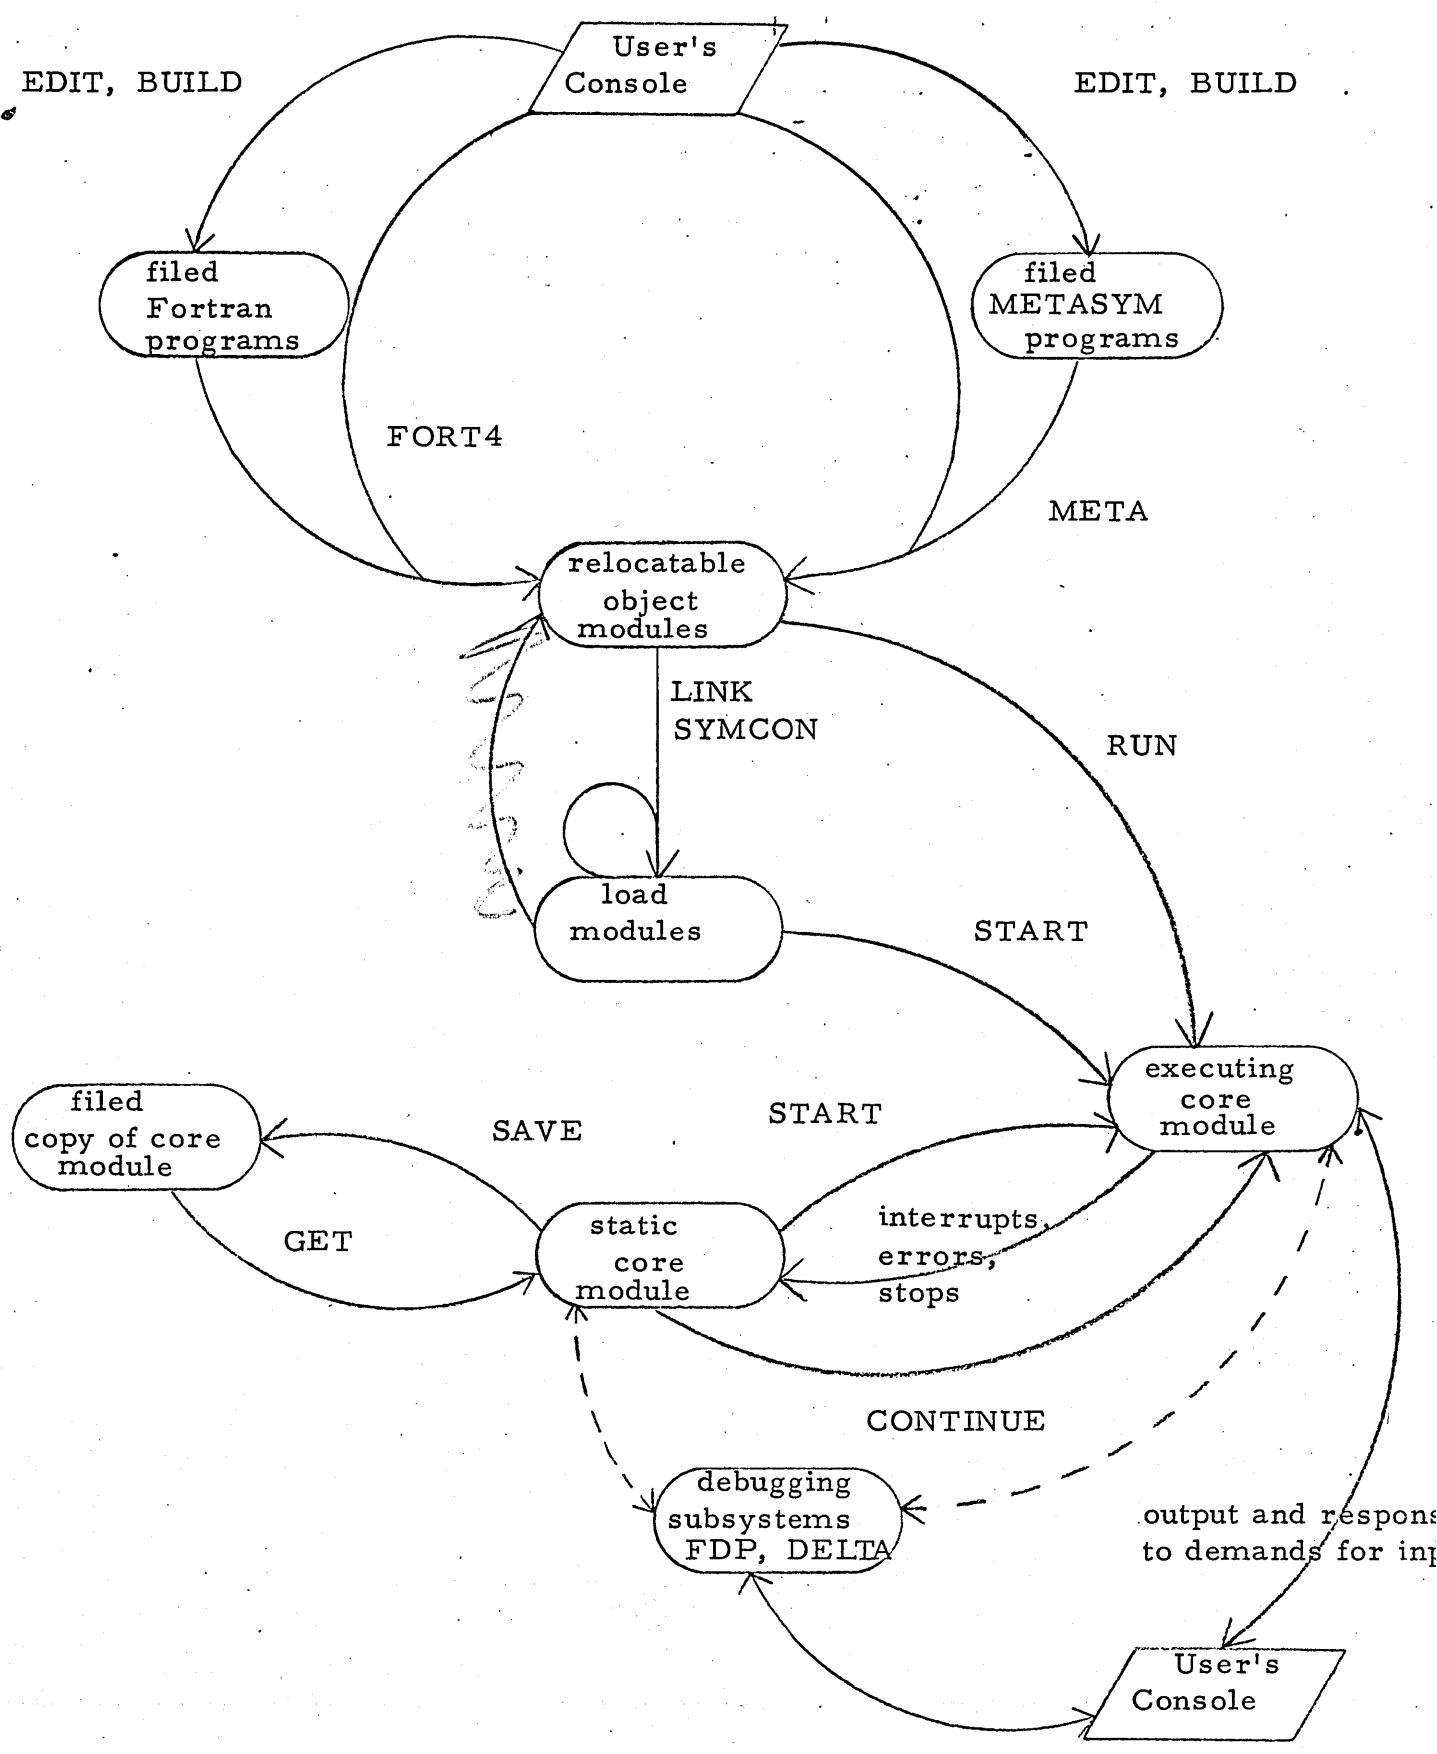 User's
Console
EDIT, BUILD
EDIT, BUILD
filed
Fortran
programs
filed
METASYM
programs
FORT4
META
relocatable
object
modules
LINK
SYMCON
RUN
load
modules
START
executing
core
module
filed
copy of core
module
SAVE
START
GET
static
core
module
interrupts,
errors,
stops
CONTINUE
debugging
subsystems
FDP, DELTA
output and
to demands for
User's
Console